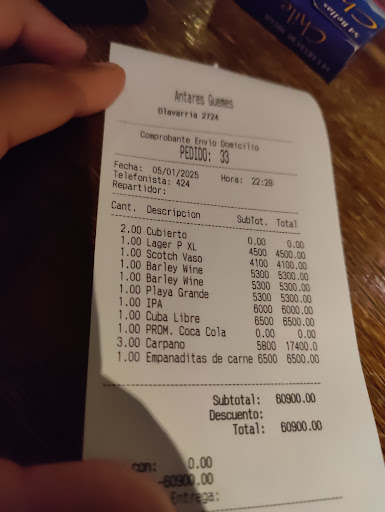 Chile
Antares Guemes
Olavarria 2724
Comprobante Envio Domicilio
PEDIDO: 33
Fecha: 05/01/2025 Hora: 22:28
Telefonista: 424
Repartidor:
Cant. Descripcion SubTot. Total
2.00 Cubierto 0.00 0.00
1.00 Lager P XL 4500 4500.00
1.00 Scotch Vaso 4100 4100.00
1.00 Barley Wine 5300 5300.00
1.00 Barley Wine 5300 5300.00
1.00 Playa Grande 5300 5300.00
1.00 IPA 6000 6000.00
1.00 Cuba Libre 6500 6500.00
1.00 PROM. Coca Cola 0.00 0.00
3.00 Carpano 5800 17400.0
1.00 Empanaditas de carne 6500 6500.00
Subtotal: 60900.00
Descuento:
Total: 60900.00
con: 0.00
-60900.00
Entrega: